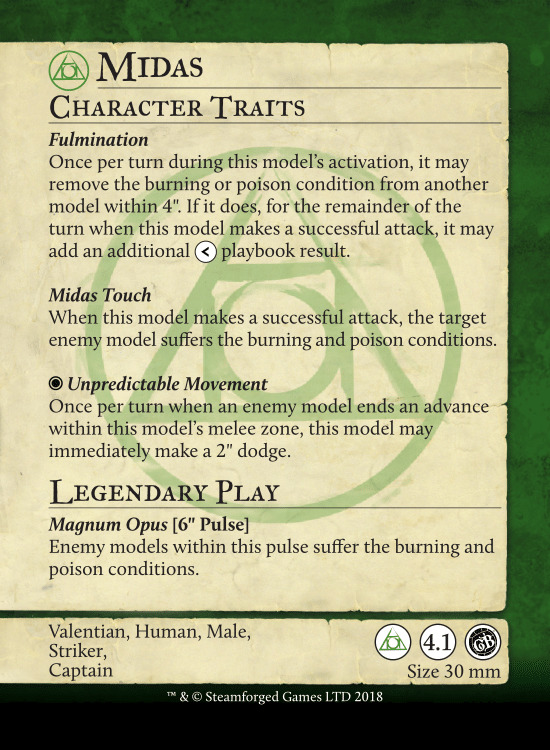 Midas
Character Traits
Fulmination
Once per turn during this model's activation, it may
remove the burning or poison condition from another
model within 4". If it does, for the remainder of the
turn when this model makes a successful attack, it may
add an additional < playbook result.
Midas Touch
When this model makes a successful attack, the target
enemy model suffers the burning and poison conditions.
Unpredictable Movement
Once per turn when an enemy model ends an advance
within this model's melee zone, this model may
immediately make a 2" dodge.
Legendary Play
Magnum Opus [6" Pulse]
Enemy models within this pulse suffer the burning and
poison conditions.
Valentian, Human, Male,
Striker,
Captain
4.1 GB
Size 30 mm
™ & © Steamforged Games LTD 2018